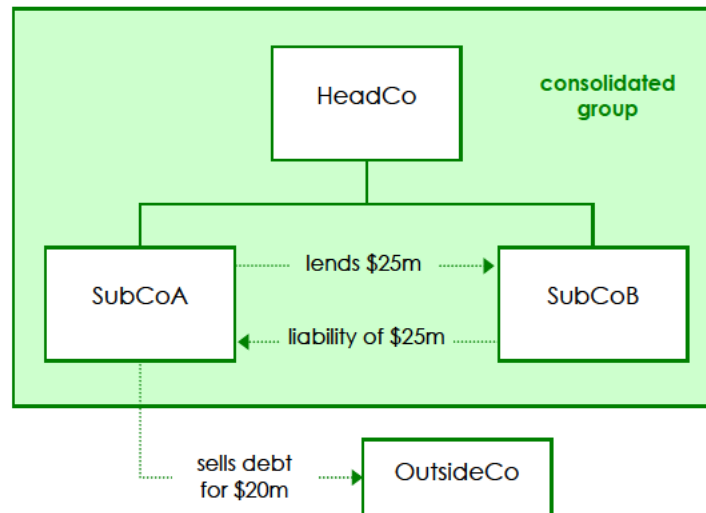 HeadCo
consolidated
group
lends $25m
SubCoA
SubCoB
liability of $25m
sells debt
for $20m
OutsideCo